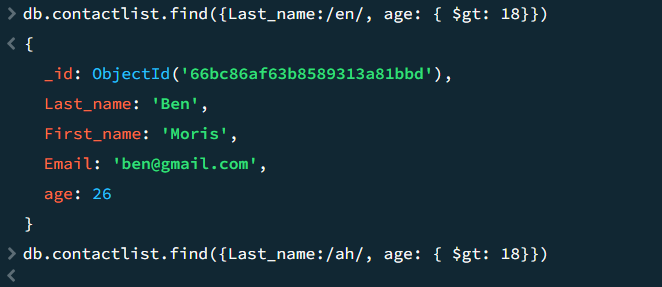 > db.contactlist.find({Last_name:/en/, age: { $gt: 18}})
< {
_id: ObjectId('66bc86af63b8589313a81bbd'),
Last_name: 'Ben',
First_name: 'Moris',
Email: 'ben@gmail.com',
age: 26
}
> db.contactlist.find({Last_name:/ah/, age: { $gt: 18}})
<